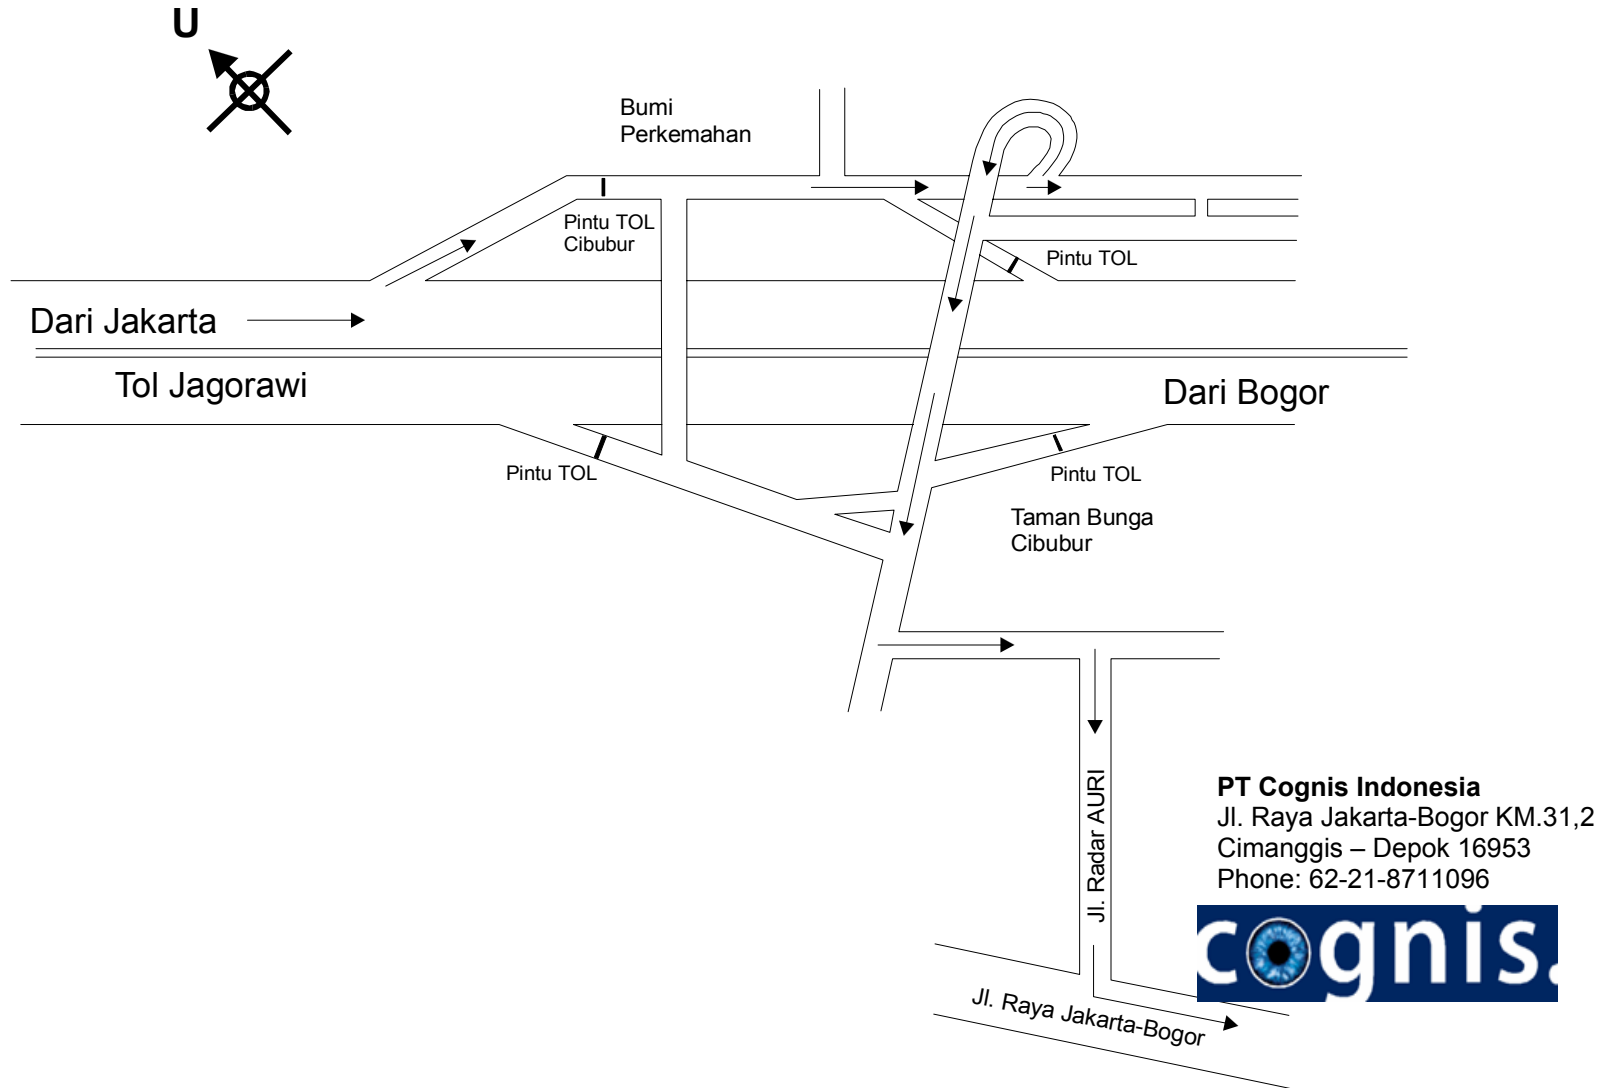 U
Bumi
Perkemahan
Pintu TOL
Cibubur
Pintu TOL
Dari Jakarta
Tol Jagorawi
Dari Bogor
Pintu TOL
Pintu TOL
Taman Bunga
Cibubur
Jl. Radar AURI
PT Cognis Indonesia
Jl. Raya Jakarta-Bogor KM.31,2
Cimanggis – Depok 16953
Phone: 62-21-8711096
cognis.
Jl. Raya Jakarta-Bogor